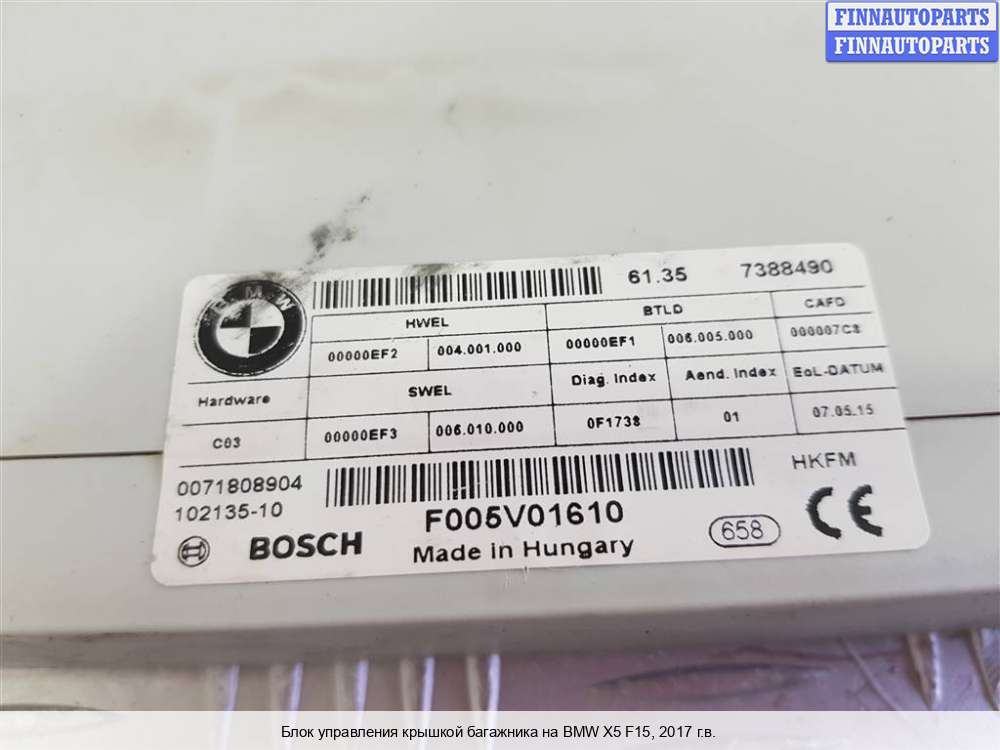 FINNAUTOPARTS
FINNAUTOPARTS
BMW
61.35 7388490
HWEL BTLD CAFD
00000EF2 004.001.000 00000EF1 006.005.000 000007C8
Hardware SWEL Diag. Index Aend. Index EoL-DATUM
C03 00000EF3 006.010.000 0F1738 01 07.05.15
0071808904 HKFM
102135-10 F005V01610 658 CE
BOSCH Made in Hungary
Блок управления крышкой багажника на BMW X5 F15, 2017 г.в.